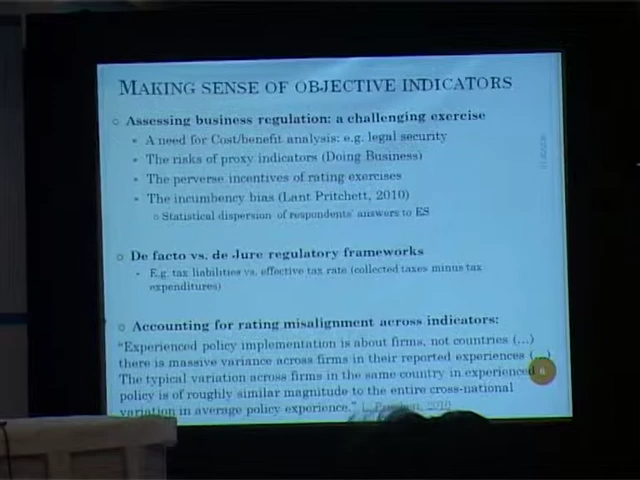 MAKING SENSE OF OBJECTIVE INDICATORS
Assessing business regulation: a challenging exercise
A need for Cost/benefit analysis: e.g. legal security
The risks of proxy indicators (Doing Business)
The perverse incentives of rating exercises
The incumbency bias (Lant Pritchett, 2010)
Statistical dispersion of respondents' answers to ES
De facto vs. de Jure regulatory frameworks
E.g. tax liabilities vs. effective tax rate (collected taxes minus tax
expenditures)
Accounting for rating misalignment across indicators:
"Experienced policy implementation is about firms, not countries (...)
there is massive variance across firms in their reported experiences (...)
The typical variation across firms in the same country in experienced
policy is of roughly similar magnitude to the entire cross-national
variation in average policy experience." 2010
6